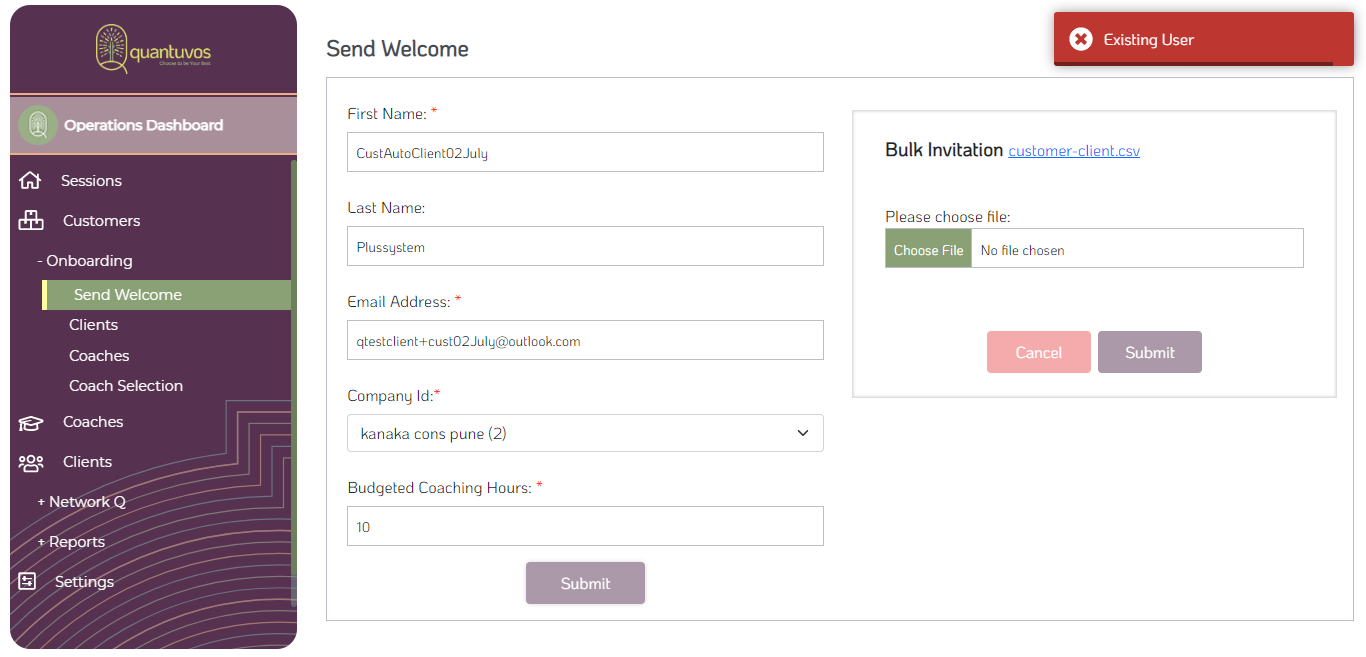 quantuvos
Choose to be Your Best
Operations Dashboard
Sessions
Customers
- Onboarding
Send Welcome
Clients
Coaches
Coach Selection
Coaches
Clients
+ Network Q
+ Reports
Settings
Send Welcome
Existing User
First Name: *
CustAutoClient02July
Last Name:
Plussystem
Email Address: *
qtestclient+cust02July@outlook.com
Company Id:*
kanaka cons pune (2)
Budgeted Coaching Hours: *
10
Submit
Bulk Invitation customer-client.csv
Please choose file:
Choose File No file chosen
Cancel Submit